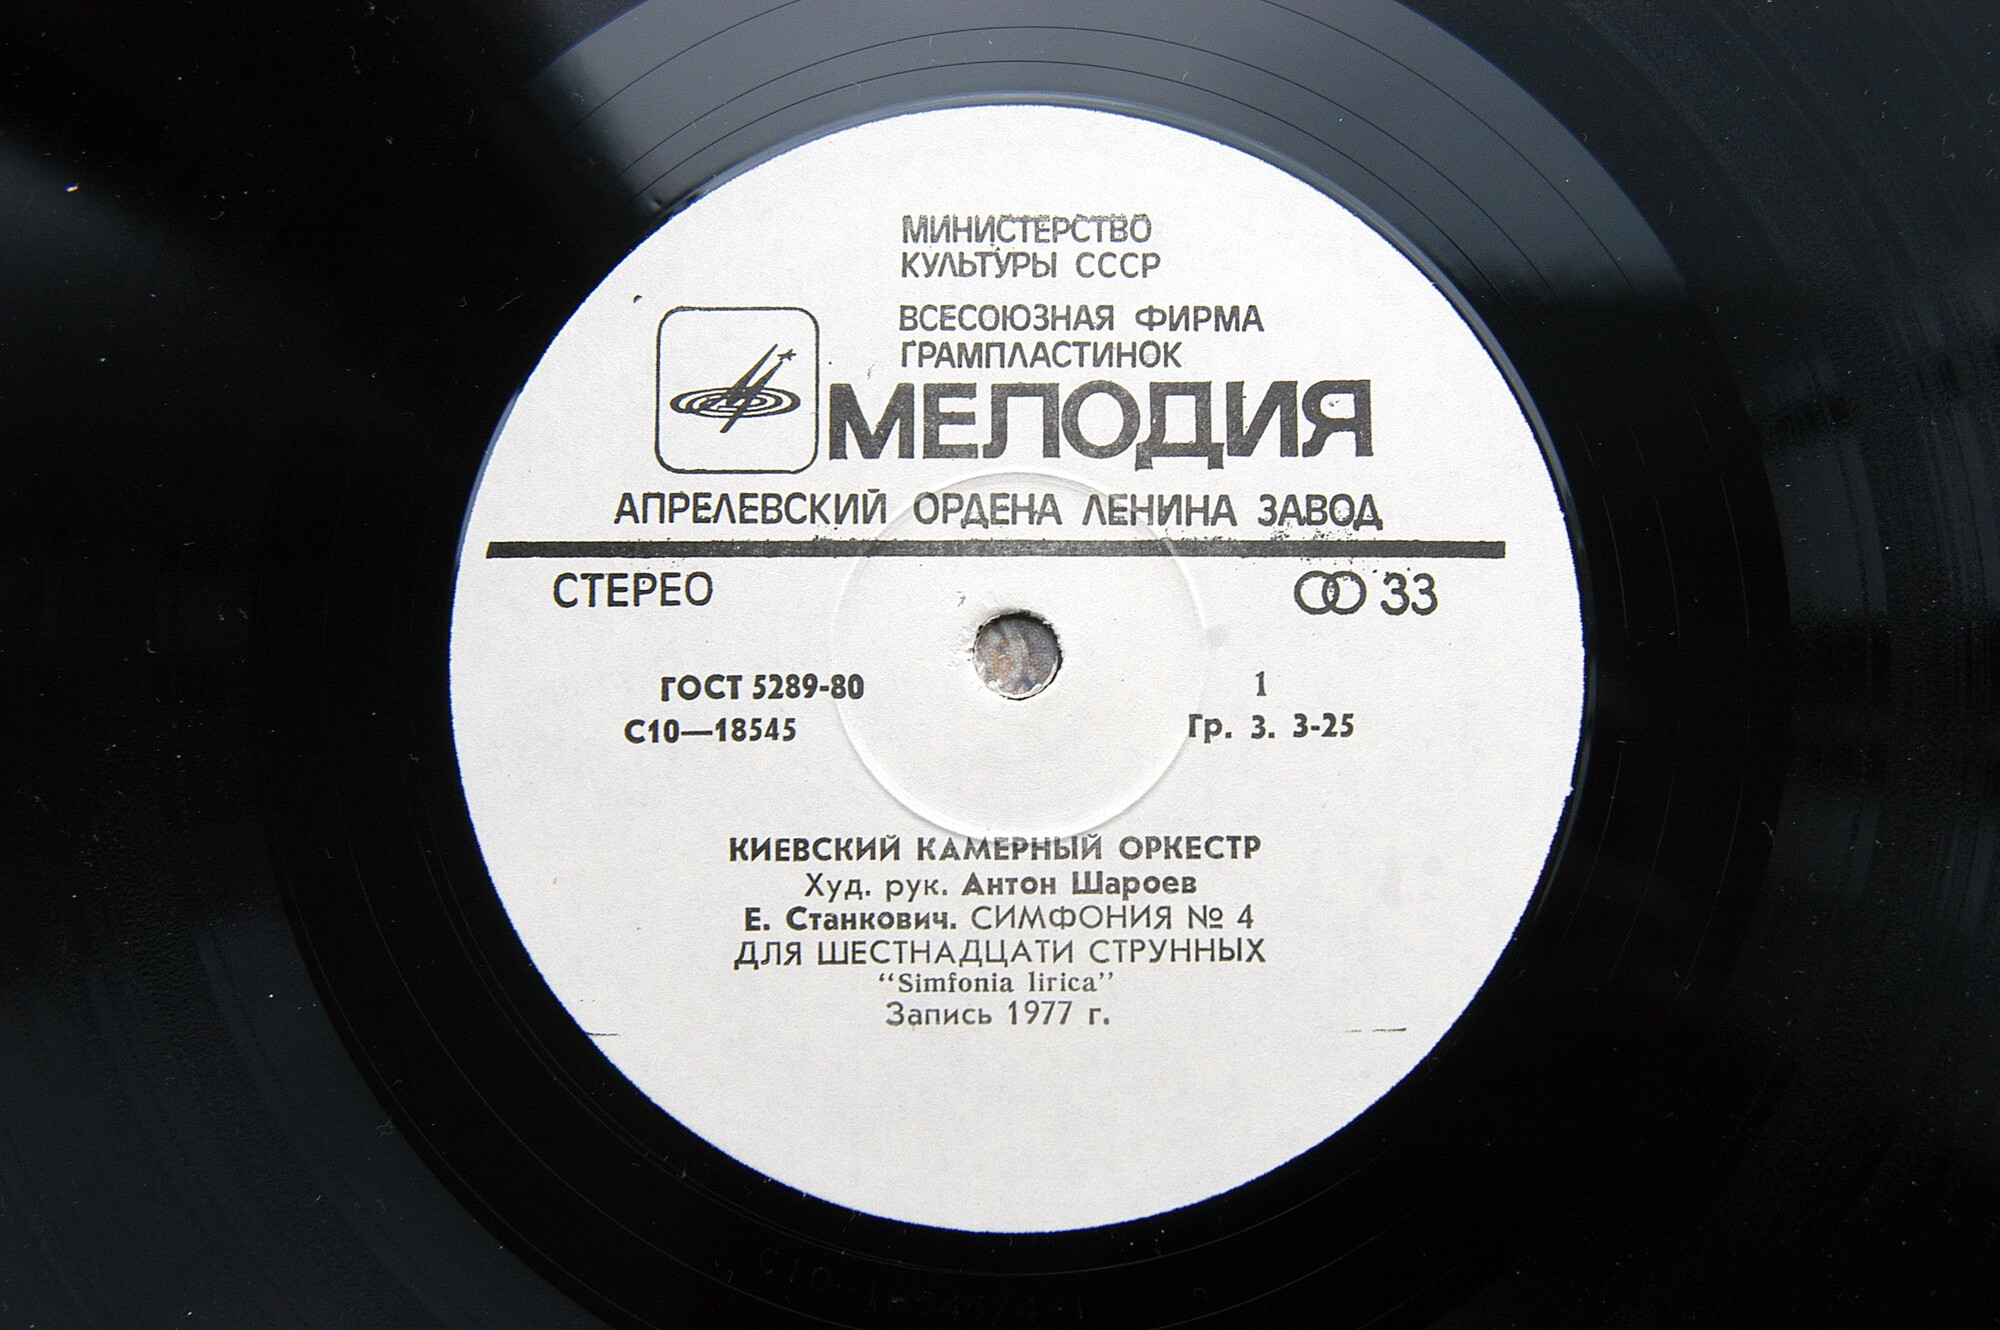 МИНИСТЕРСТВО
КУЛЬТУРЫ СССР
ВСЕСОЮЗНАЯ ФИРМА
ГРАМПЛАСТИНОК
МЕЛОДИЯ
АПРЕЛЕВСКИЙ ОРДЕНА ЛЕНИНА ЗАВОД
СТЕРЕО 33
ГОСТ 5289-80 1
С10—18545 Гр. 3. 3-25
КИЕВСКИЙ КАМЕРНЫЙ ОРКЕСТР
Худ. рук. Антон Шароев
Е. Станкович. СИМФОНИЯ № 4
ДЛЯ ШЕСТНАДЦАТИ СТРУННЫХ
“Simfonia lirica”
Запись 1977 г.